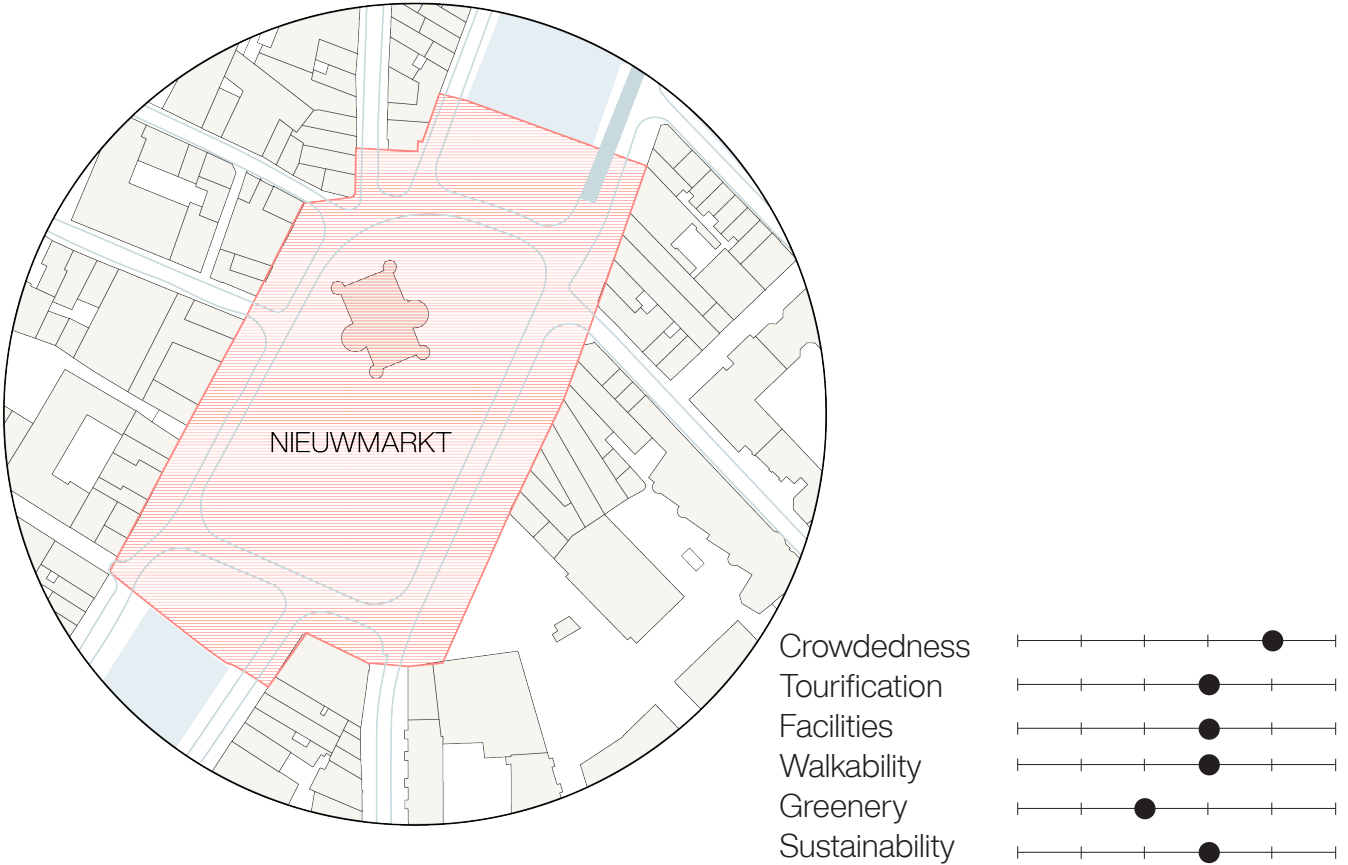 NIEUWMARKT
Crowdedness
Tourification
Facilities
Walkability
Greenery
Sustainability